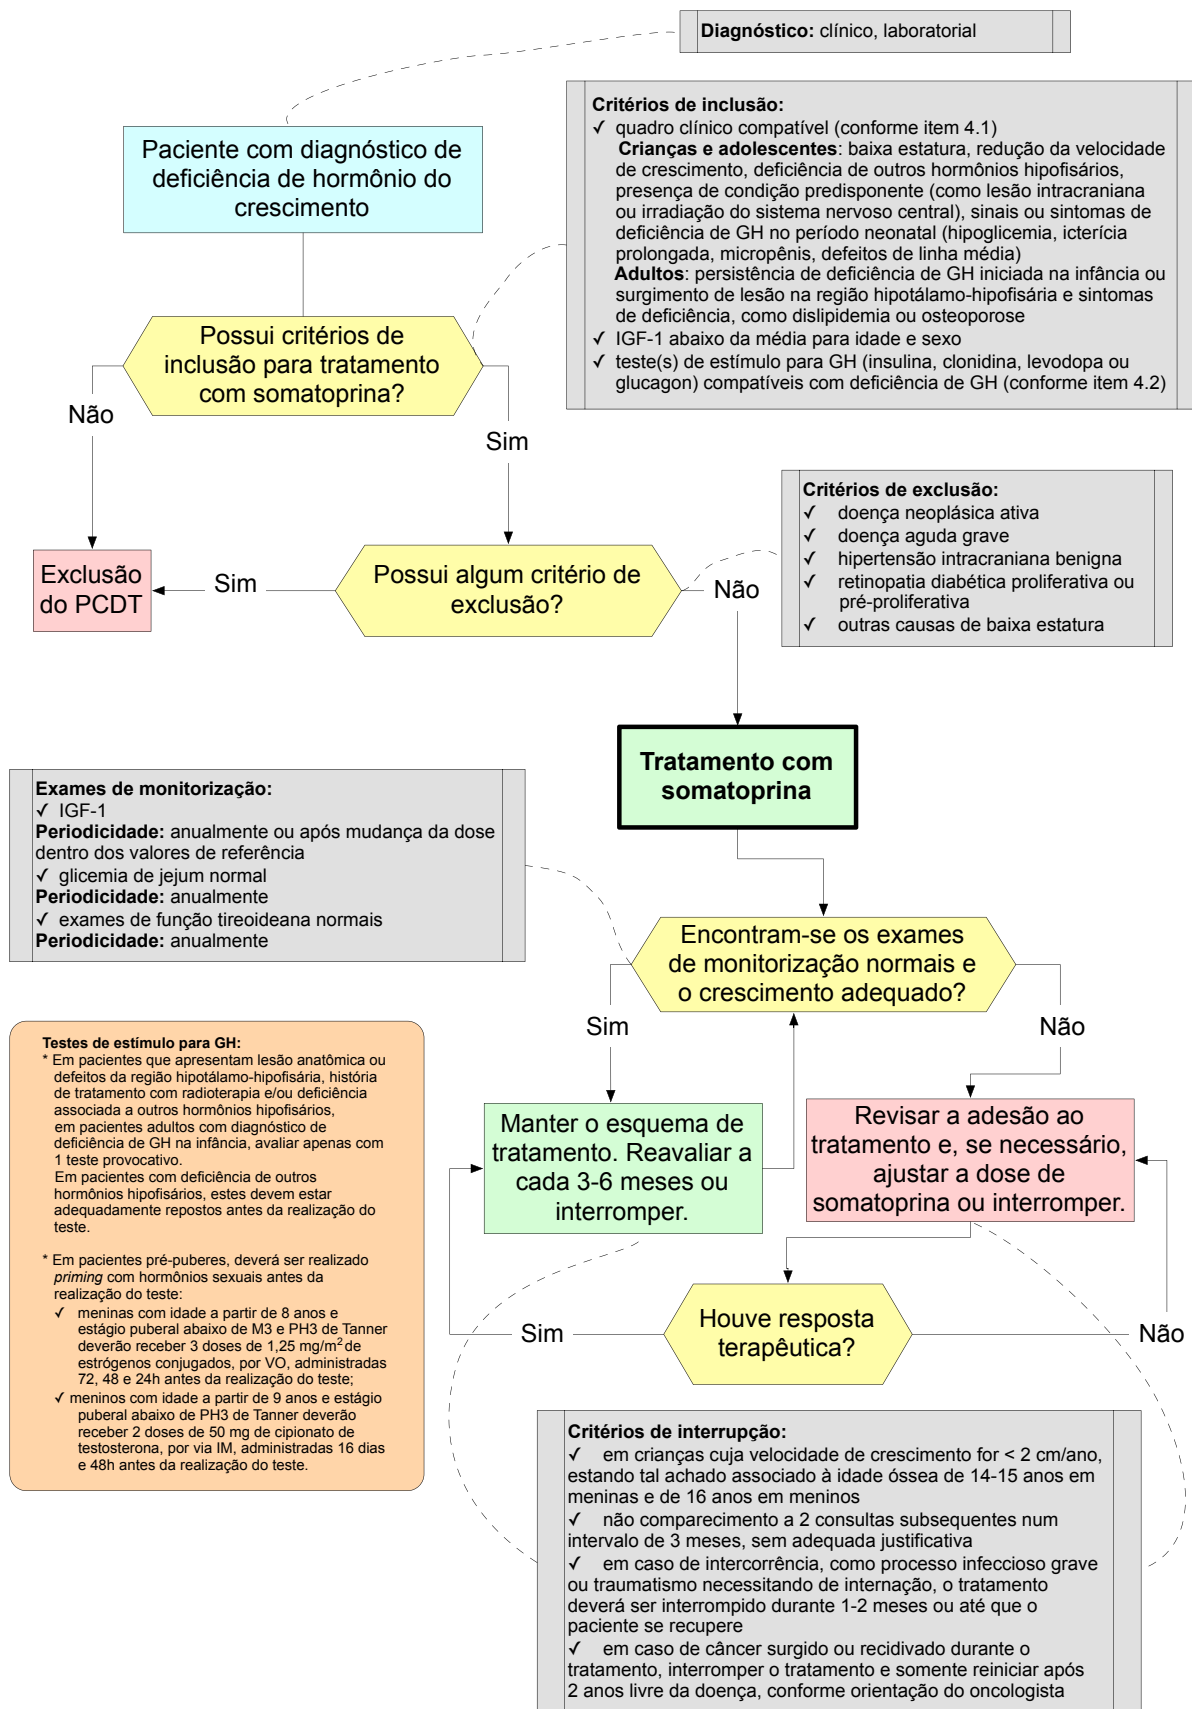 Diagnóstico: clínico, laboratorial
Critérios de inclusão:
✓ quadro clínico compatível (conforme item 4.1)
Crianças e adolescentes: baixa estatura, redução da velocidade
de crescimento, deficiência de outros hormônios hipofisários,
presença de condição predisponente (como lesão intracraniana
ou irradiação do sistema nervoso central), sinais ou sintomas de
deficiência de GH no período neonatal (hipoglicemia, icterícia
prolongada, micropênis, defeitos de linha média)
Adultos: persistência de deficiência de GH iniciada na infância ou
surgimento de lesão na região hipotálamo-hipofisária e sintomas
de deficiência, como dislipidemia ou osteoporose
✓ IGF-1 abaixo da média para idade e sexo
✓ teste(s) de estímulo para GH (insulina, clonidina, levodopa ou
glucagon) compatíveis com deficiência de GH (conforme item 4.2)
Paciente com diagnóstico de
deficiência de hormônio do
crescimento
Possui critérios de
inclusão para tratamento
com somatoprina?
Não
Sim
Critérios de exclusão:
✓ doença neoplásica ativa
✓ doença aguda grave
✓ hipertensão intracraniana benigna
✓ retinopatia diabética proliferativa ou
pré-proliferativa
✓ outras causas de baixa estatura
Exclusão
do PCDT
Sim
Possui algum critério de
exclusão?
Não
Tratamento com
somatoprina
Exames de monitorização:
✓ IGF-1
Periodicidade: anualmente ou após mudança da dose
dentro dos valores de referência
✓ glicemia de jejum normal
Periodicidade: anualmente
✓ exames de função tireoideana normais
Periodicidade: anualmente
Encontram-se os exames
de monitorização normais e
o crescimento adequado?
Sim
Não
Testes de estímulo para GH:
* Em pacientes que apresentam lesão anatômica ou
defeitos da região hipotálamo-hipofisária, história
de tratamento com radioterapia e/ou deficiência
associada a outros hormônios hipofisários,
em pacientes adultos com diagnóstico de
deficiência de GH na infância, avaliar apenas com
1 teste provocativo.
Em pacientes com deficiência de outros
hormônios hipofisários, estes devem estar
adequadamente repostos antes da realização do
teste.
* Em pacientes pré-puberes, deverá ser realizado
priming com hormônios sexuais antes da
realização do teste:
✓ meninas com idade a partir de 8 anos e
estágio puberal abaixo de M3 e PH3 de Tanner
deverão receber 3 doses de 1,25 mg/m² de
estrógenos conjugados, por VO, administradas
72, 48 e 24h antes da realização do teste;
✓ meninos com idade a partir de 9 anos e estágio
puberal abaixo de PH3 de Tanner deverão
receber 2 doses de 50 mg de cipionato de
testosterona, por via IM, administradas 16 dias
e 48h antes da realização do teste.
Manter o esquema de
tratamento. Reavaliar a
cada 3-6 meses ou
interromper.
Revisar a adesão ao
tratamento e, se necessário,
ajustar a dose de
somatoprina ou interromper.
Sim
Houve resposta
terapêutica?
Não
Critérios de interrupção:
✓ em crianças cuja velocidade de crescimento for < 2 cm/ano,
estando tal achado associado à idade óssea de 14-15 anos em
meninas e de 16 anos em meninos
✓ não comparecimento a 2 consultas subsequentes num
intervalo de 3 meses, sem adequada justificativa
✓ em caso de intercorrência, como processo infeccioso grave
ou traumatismo necessitando de internação, o tratamento
deverá ser interrompido durante 1-2 meses ou até que o
paciente se recupere
✓ em caso de câncer surgido ou recidivado durante o
tratamento, interromper o tratamento e somente reiniciar após
2 anos livre da doença, conforme orientação do oncologista